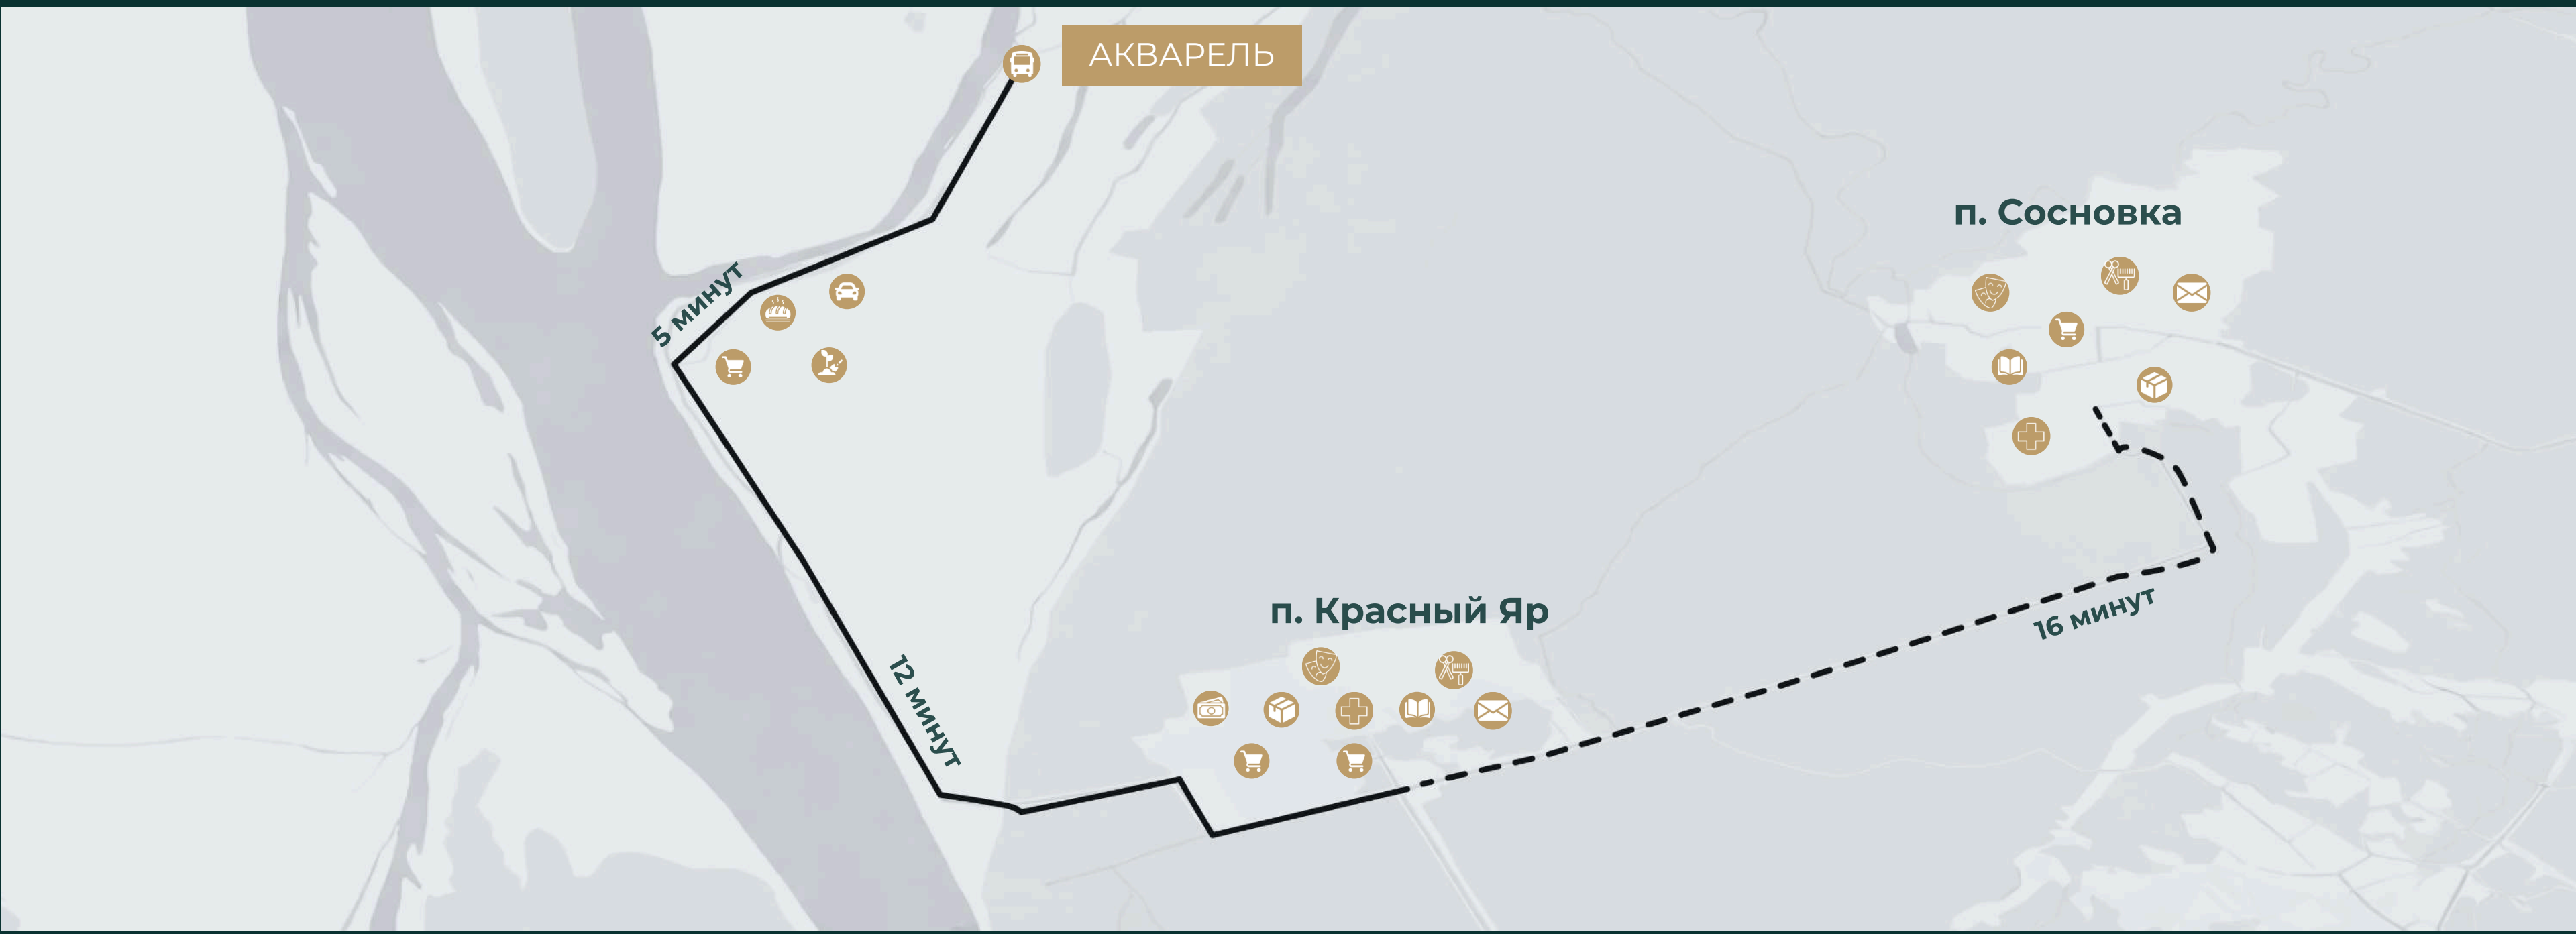 АКВАРЕЛЬ
п. Сосновка
5 минут
п. Красный Яр
16 минут
12 минут